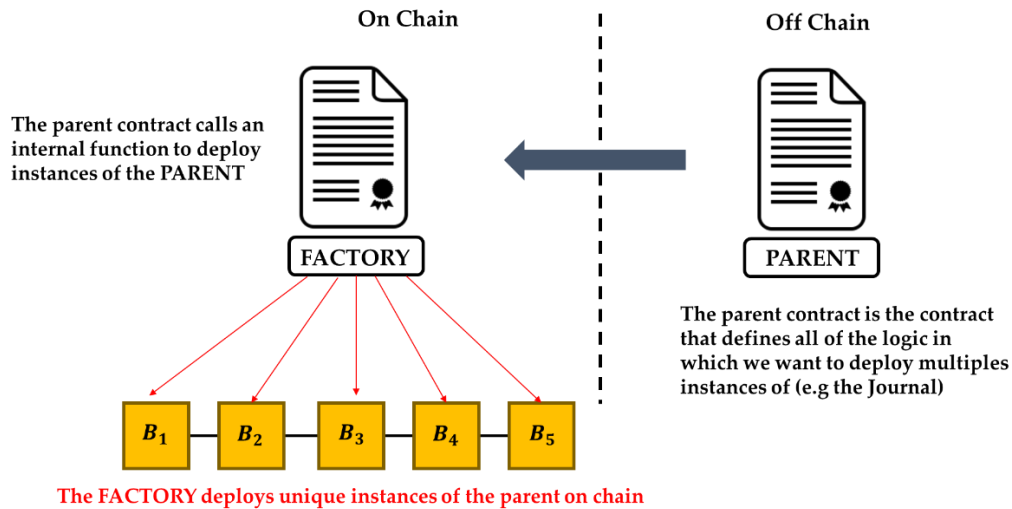 On Chain
Off Chain
The parent contract calls an
internal function to deploy
instances of the PARENT
FACTORY
PARENT
The parent contract is the contract
that defines all of the logic in
which we want to deploy multiples
instances of (e.g the Journal)
B1
B2
B3
B4
B5
The FACTORY deploys unique instances of the parent on chain